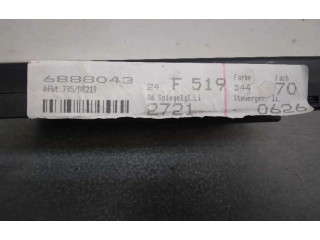 6888043
24 F 519 Farbe 544 Fach 70
06 Spiegelgl.li Steuerger. li.
2721 0626